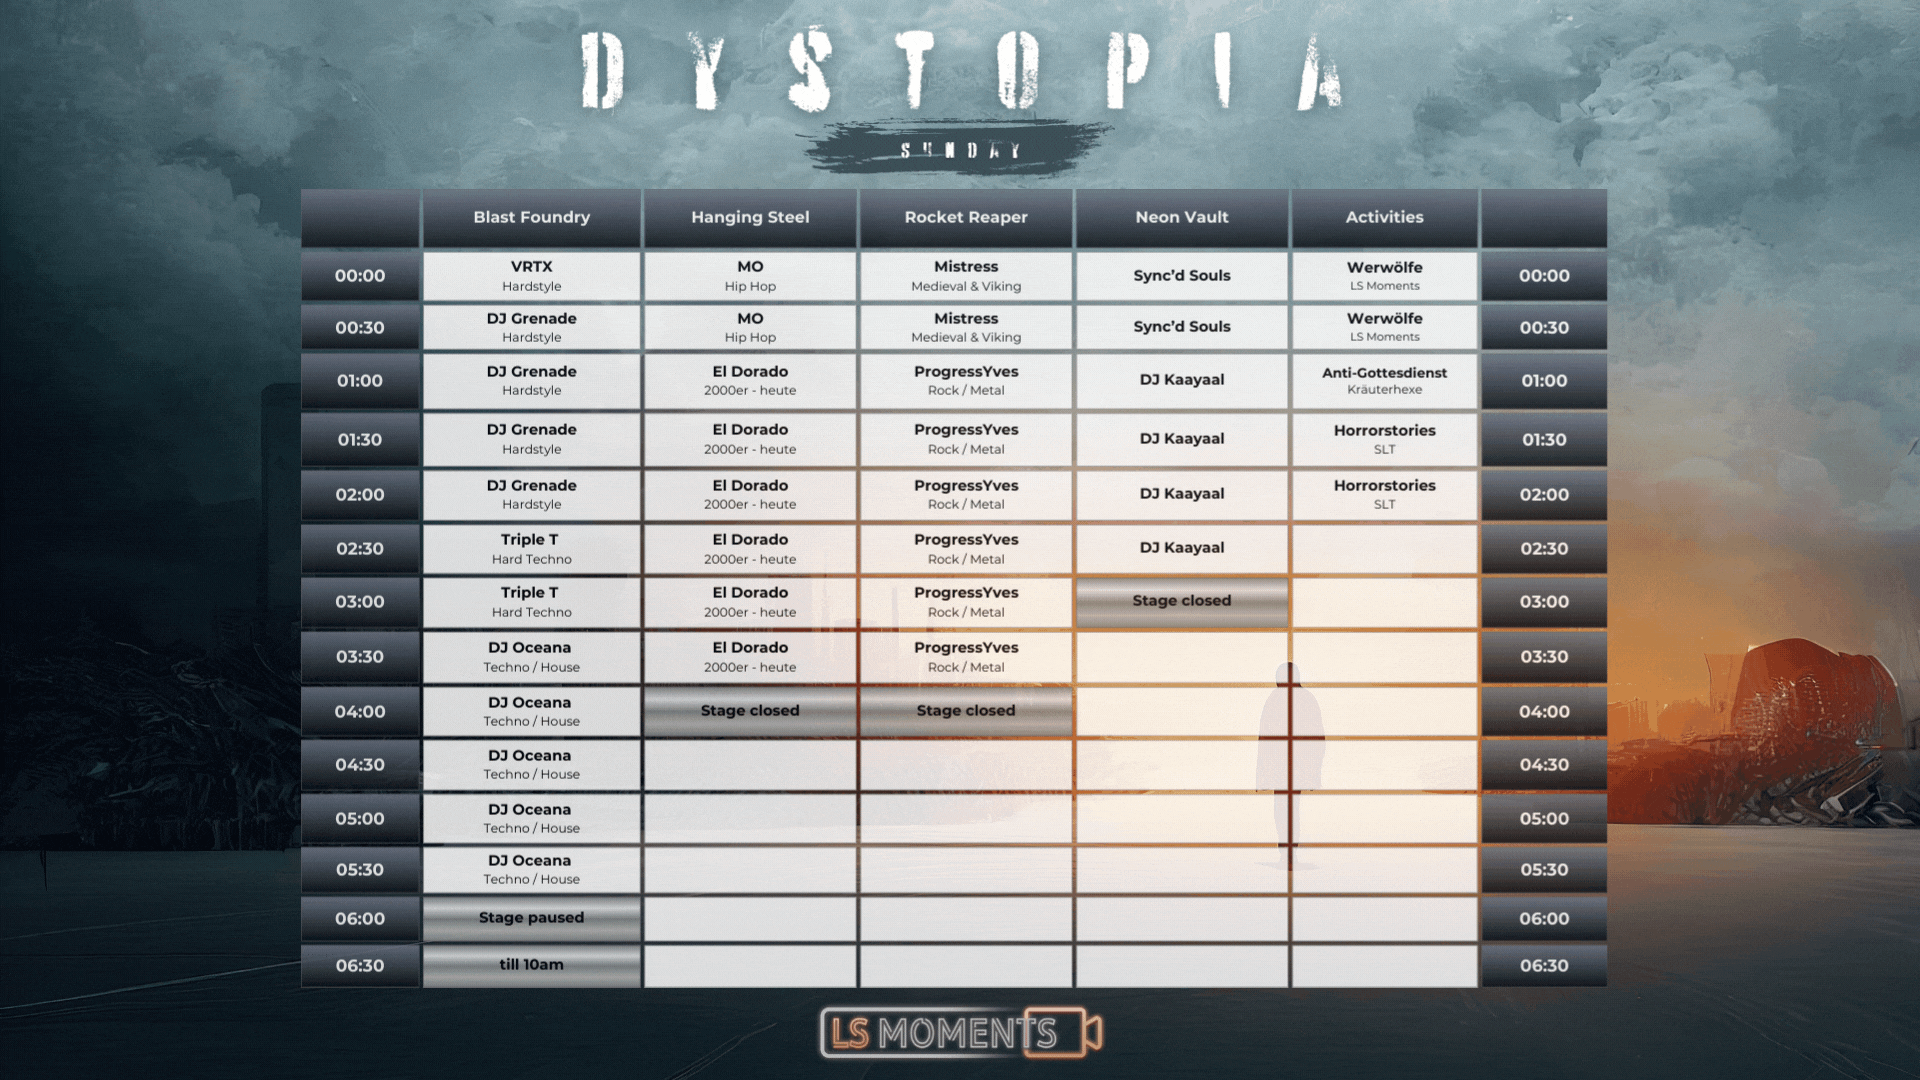 DYSTOPIA
SUNDAY
Blast Foundry Hanging Steel Rocket Reaper Neon Vault Activities
00:00 VRTX MO Mistress Sync’d Souls Werwölfe 00:00
Hardstyle Hip Hop Medieval & Viking LS Moments
00:30 DJ Grenade MO Mistress Sync’d Souls Werwölfe 00:30
Hardstyle Hip Hop Medieval & Viking LS Moments
01:00 DJ Grenade El Dorado ProgressYves DJ Kaayaal Anti-Gottesdienst 01:00
Hardstyle 2000er - heute Rock / Metal Kräuterhexe
01:30 DJ Grenade El Dorado ProgressYves DJ Kaayaal Horrorstories 01:30
Hardstyle 2000er - heute Rock / Metal SLT
02:00 DJ Grenade El Dorado ProgressYves DJ Kaayaal Horrorstories 02:00
Hardstyle 2000er - heute Rock / Metal SLT
02:30 Triple T El Dorado ProgressYves DJ Kaayaal 02:30
Hard Techno 2000er - heute Rock / Metal
03:00 Triple T El Dorado ProgressYves Stage closed 03:00
Hard Techno 2000er - heute Rock / Metal
03:30 DJ Oceana El Dorado ProgressYves 03:30
Techno / House 2000er - heute Rock / Metal
04:00 DJ Oceana Stage closed Stage closed 04:00
Techno / House
04:30 DJ Oceana 04:30
Techno / House
05:00 DJ Oceana 05:00
Techno / House
05:30 DJ Oceana 05:30
Techno / House
06:00 Stage paused 06:00
06:30 till 10am 06:30
LS MOMENTS